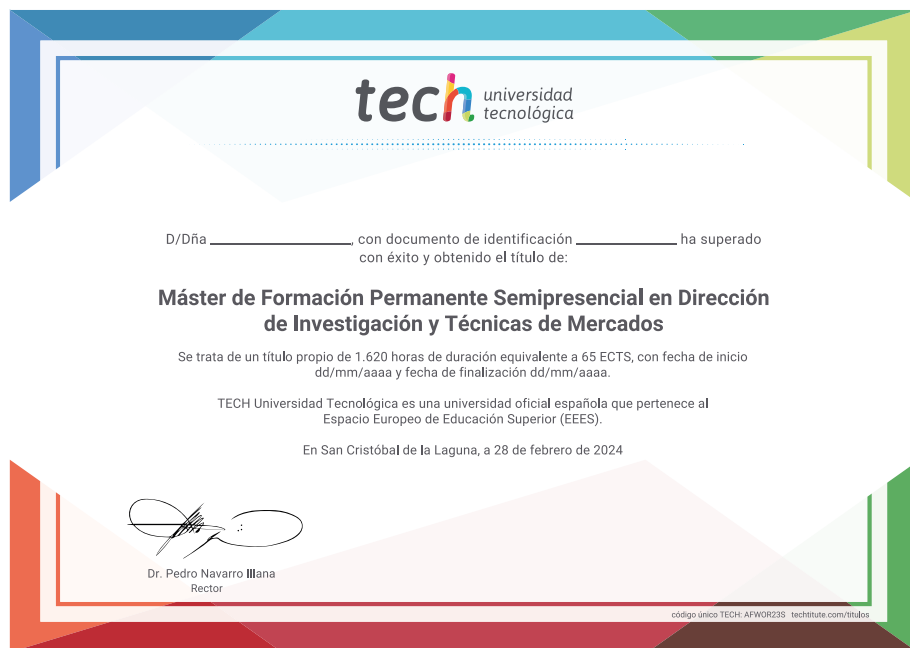 tech universidad
tecnológica
D/Dña , con documento de identificación ha superado
con éxito y obtenido el título de:
Máster de Formación Permanente Semipresencial en Dirección
de Investigación y Técnicas de Mercados
Se trata de un título propio de 1.620 horas de duración equivalente a 65 ECTS, con fecha de inicio
dd/mm/aaaa y fecha de finalización dd/mm/aaaa.
TECH Universidad Tecnológica es una universidad oficial española que pertenece al
Espacio Europeo de Educación Superior (EEES).
En San Cristóbal de la Laguna, a 28 de febrero de 2024
Dr. Pedro Navarro Illana
Rector
código único TECH: AFWOR23S techtitute.com/titulos